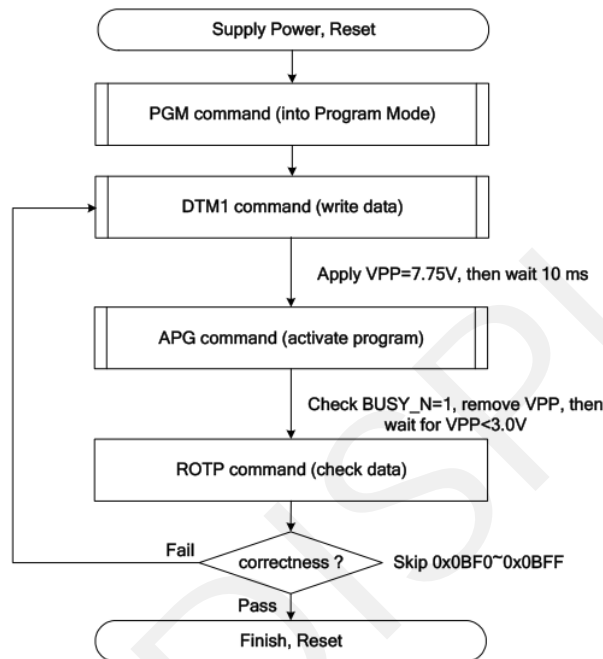 Supply Power, Reset
PGM command (into Program Mode)
DTM1 command (write data)
Apply VPP=7.75V, then wait 10 ms
APG command (activate program)
Check BUSY_N=1, remove VPP, then
wait for VPP<3.0V
ROTP command (check data)
Fail
correctness ?
Skip 0x0BF0~0x0BFF
Pass
Finish, Reset
DISPL